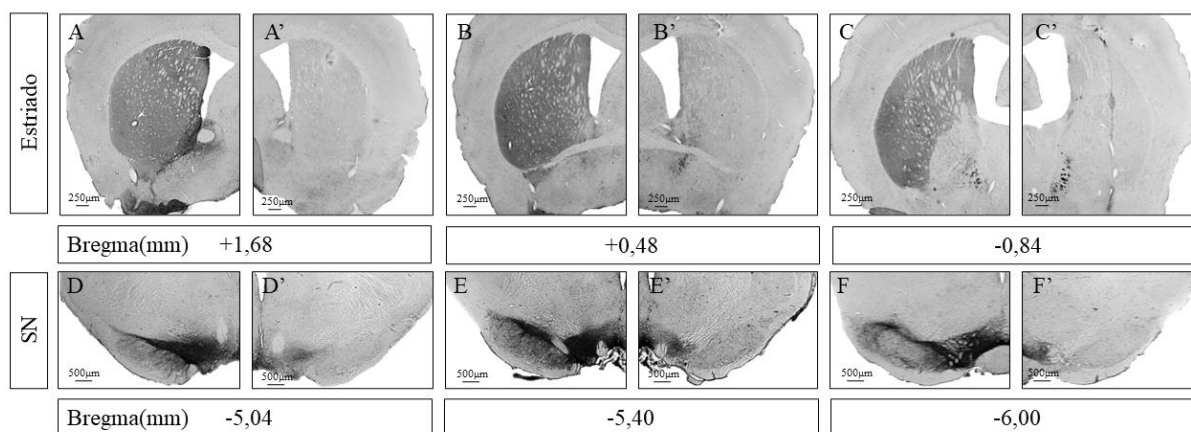 Estriado
A A' B B' C C'
250µm 250µm 250µm 250µm 250µm 250µm
Bregma(mm) +1,68 +0,48 -0,84
SN
D D' E E' F F'
500µm 500µm 500µm 500µm 500µm 500µm
Bregma(mm) -5,04 -5,40 -6,00